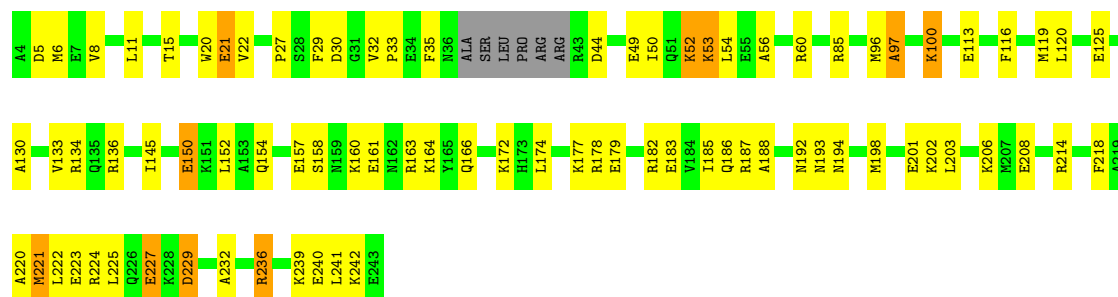 A4 D5 M6 E7 V8 L11 T15 W20 E21 V22 P27 S28 F29 D30 G31 V32 P33 E34 F35 N36 ALA SER LEU PRO ARG ARG R43 D44 E49 I50 Q51 K52 K53 L54 E55 A56 R60 R85 M96 A97 K100 E113 F116 M119 L120 E125
A130 V133 R134 Q135 R136 I145 E150 K151 L152 A153 Q154 E157 S158 N159 K160 E161 N162 R163 K164 Y165 Q166 K172 H173 L174 K177 R178 E179 R182 E183 V184 I185 Q186 R187 A188 N192 N193 N194 M198 E201 K202 L203 K206 M207 E208 R214 F218 A219
A220 M221 L222 E223 R224 L225 Q226 E227 K228 D229 A232 R236 K239 E240 L241 K242 E243